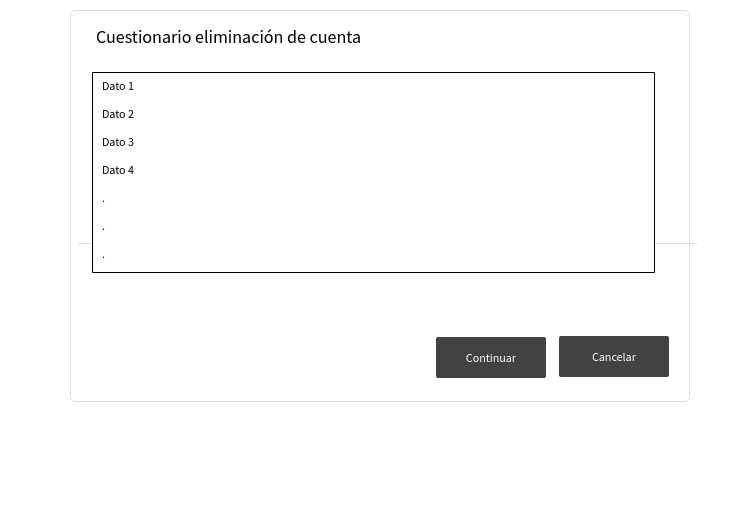 Cuestionario eliminación de cuenta
Dato 1
Dato 2
Dato 3
Dato 4
.
.
.
Continuar
Cancelar